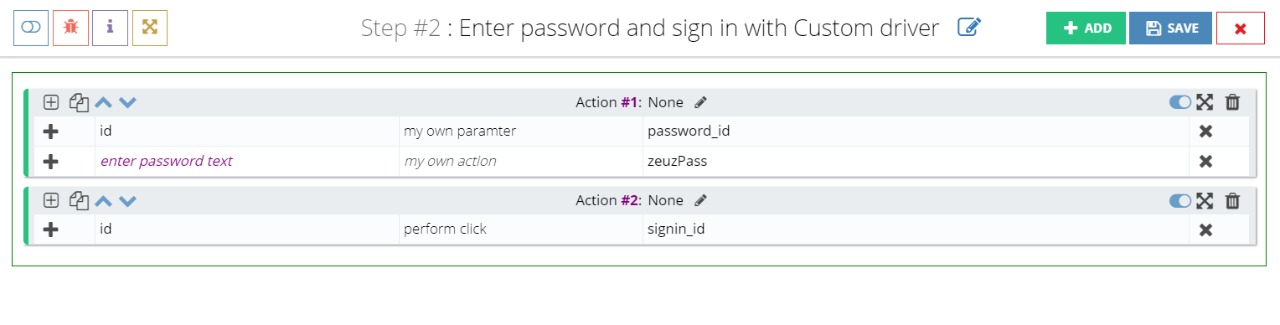 Step #2 : Enter password and sign in with Custom driver
ADD
SAVE
Action #1: None
id my own paramter password_id
enter password text my own action zeuzPass
Action #2: None
id perform click signin_id